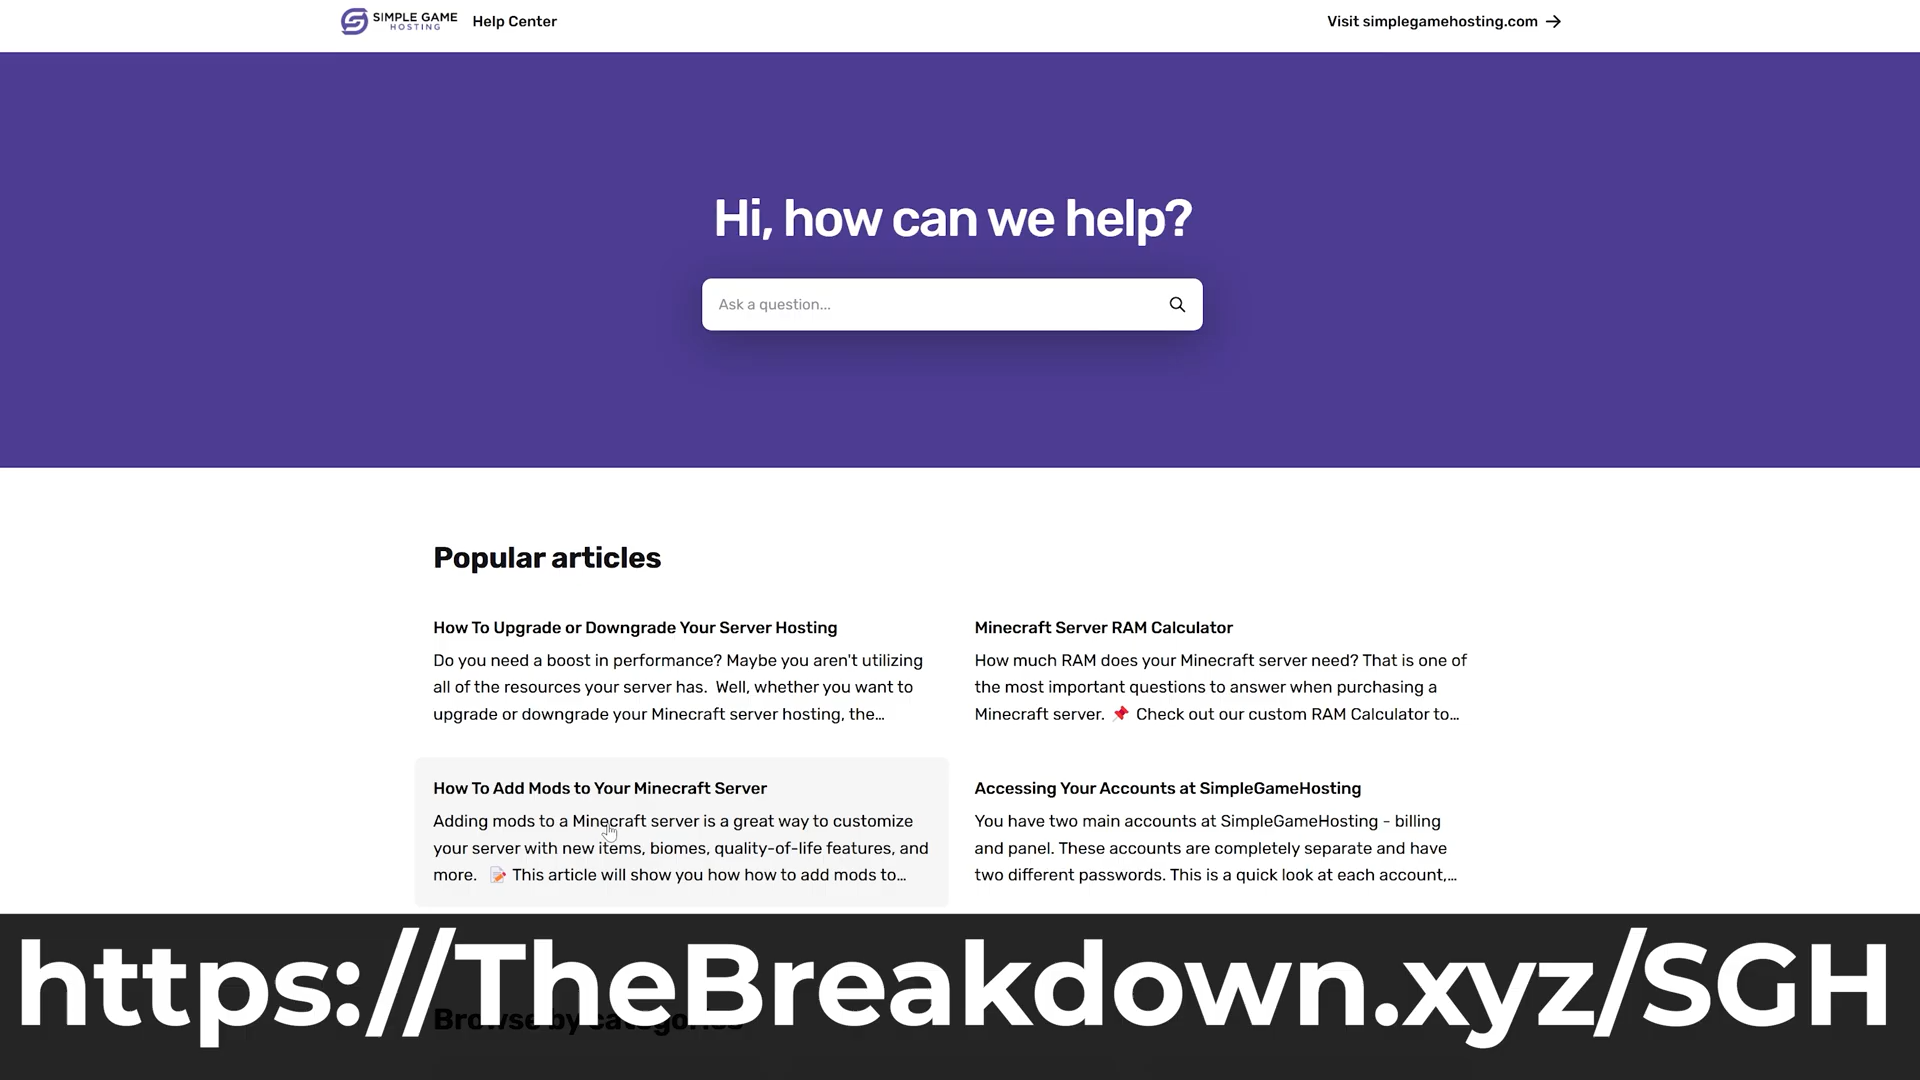 SIMPLE GAME
HOSTING
Help Center
Visit simplegamehosting.com →
Hi, how can we help?
Ask a question...
Popular articles
How To Upgrade or Downgrade Your Server Hosting
Do you need a boost in performance? Maybe you aren't utilizing
all of the resources your server has. Well, whether you want to
upgrade or downgrade your Minecraft server hosting, the...
Minecraft Server RAM Calculator
How much RAM does your Minecraft server need? That is one of
the most important questions to answer when purchasing a
Minecraft server. 📌 Check out our custom RAM Calculator to...
How To Add Mods to Your Minecraft Server
Adding mods to a Minecraft server is a great way to customize
your server with new items, biomes, quality-of-life features, and
more. 📝 This article will show you how how to add mods to...
Accessing Your Accounts at SimpleGameHosting
You have two main accounts at SimpleGameHosting - billing
and panel. These accounts are completely separate and have
two different passwords. This is a quick look at each account,...
Browse by categories
https://TheBreakdown.xyz/SGH